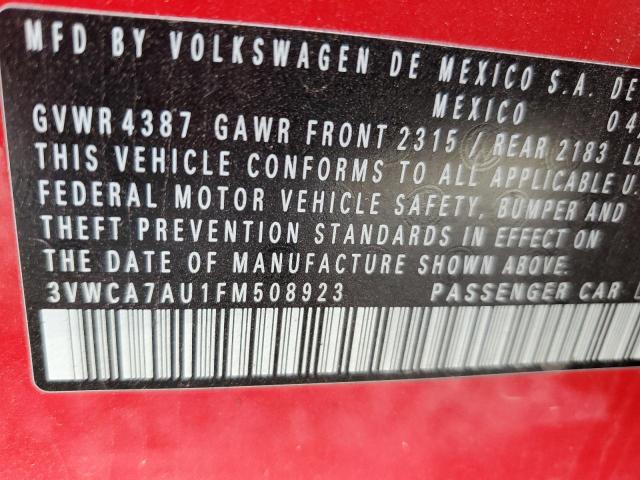 MFD BY VOLKSWAGEN DE MEXICO S.A. DE
MEXICO 04
GVWR 4387 GAWR FRONT 2315 / REAR 2183
THIS VEHICLE CONFORMS TO ALL APPLICABLE
FEDERAL MOTOR VEHICLE SAFETY, BUMPER AND
THEFT PREVENTION STANDARDS IN EFFECT ON
THE DATE OF MANUFACTURE SHOWN ABOVE.
3VWCA7AU1FM508923 PASSENGER CAR